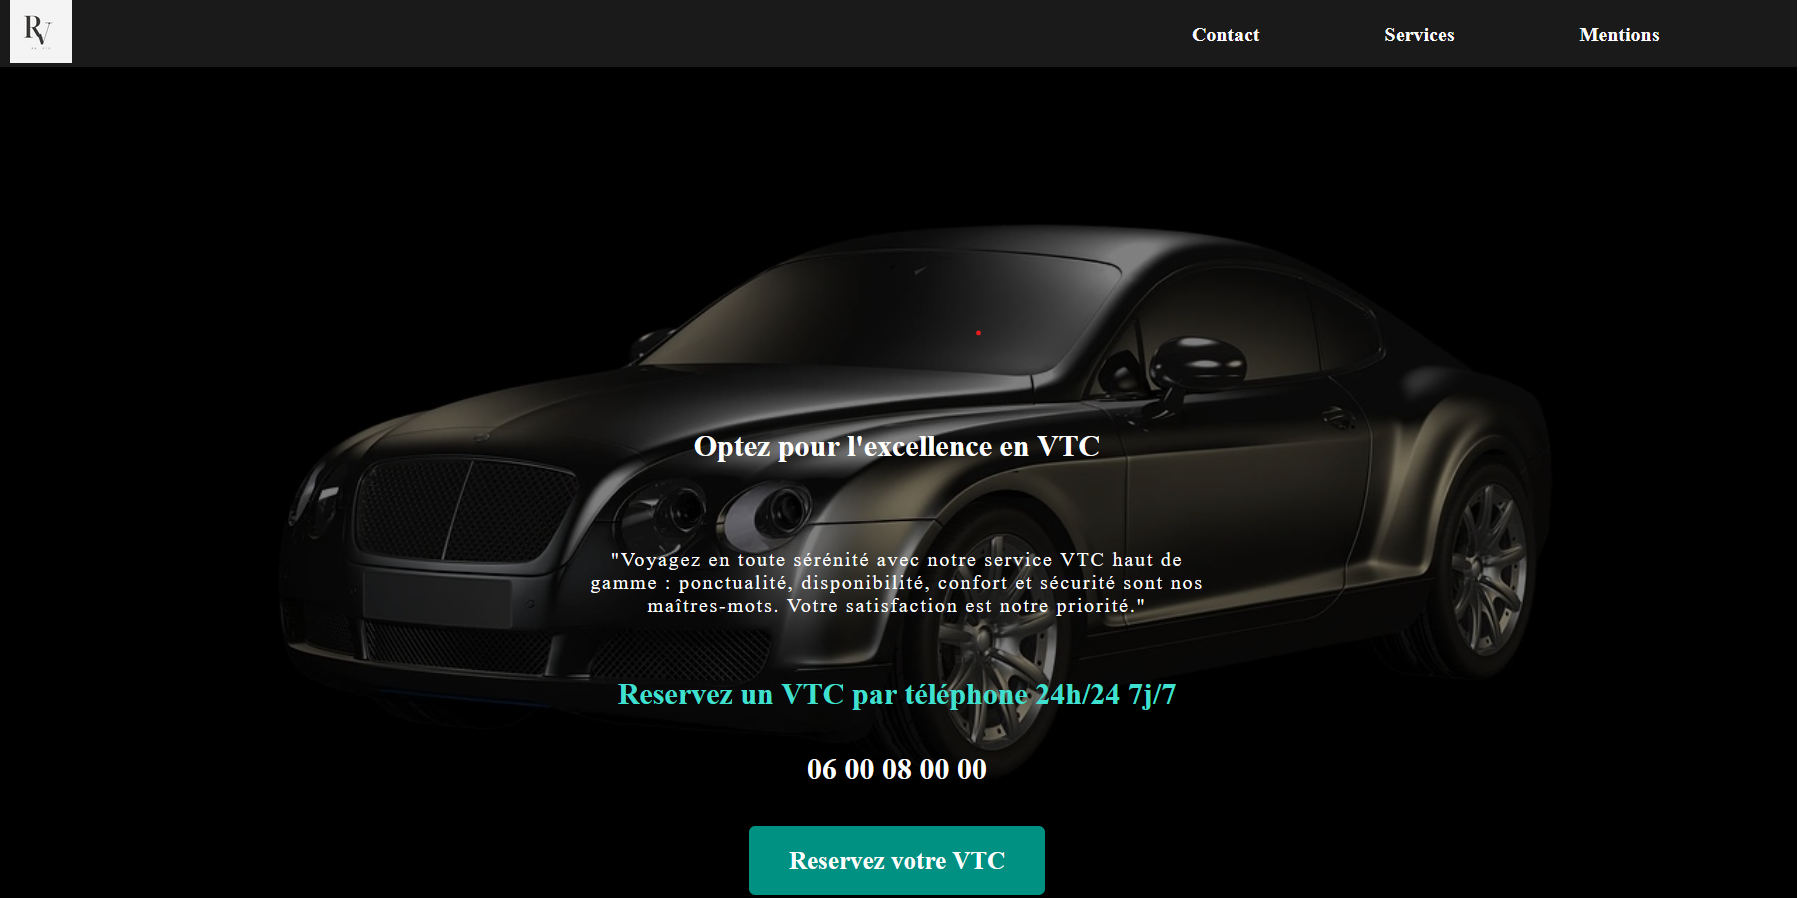 RV
Contact Services Mentions
Optez pour l'excellence en VTC
"Voyagez en toute sérénité avec notre service VTC haut de
gamme : ponctualité, disponibilité, confort et sécurité sont nos
maîtres-mots. Votre satisfaction est notre priorité."
Reservez un VTC par téléphone 24h/24 7j/7
06 00 08 00 00
Reservez votre VTC